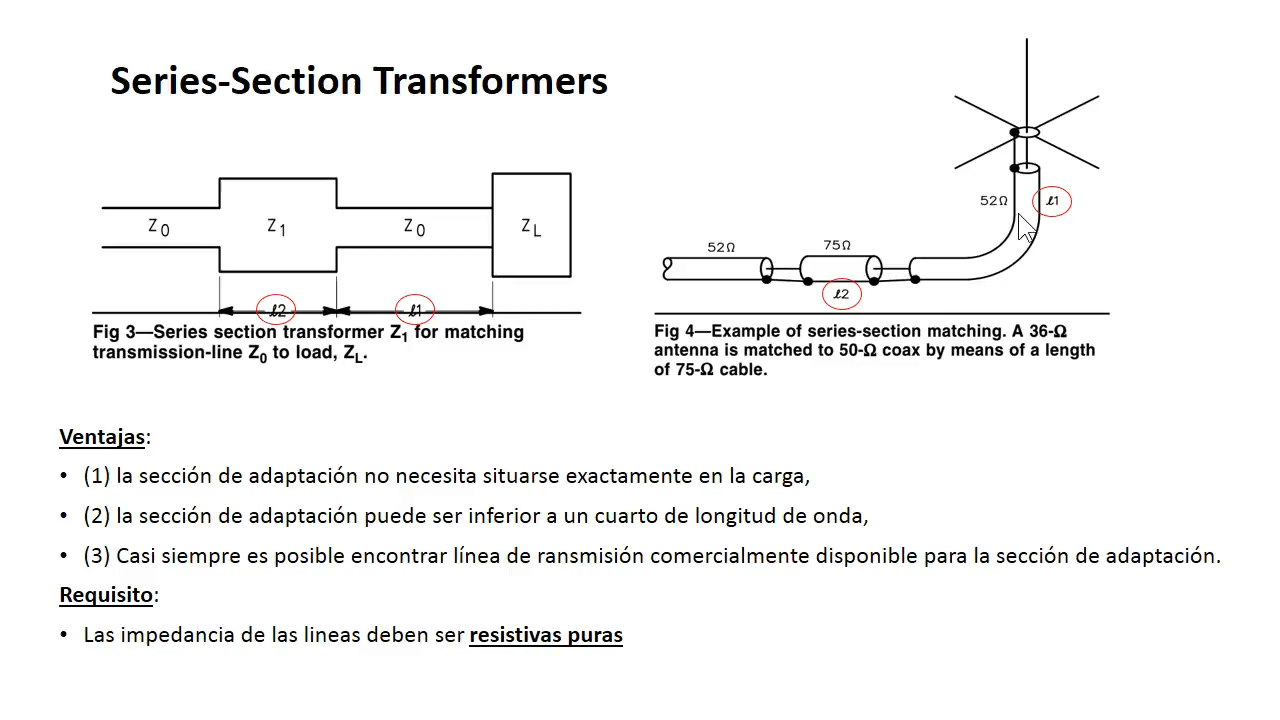 Series-Section Transformers
Z0
Z1
Z0
ZL
ℓ2
ℓ1
Fig 3—Series section transformer Z1 for matching
transmission-line Z0 to load, ZL.
52Ω
ℓ1
52Ω
75Ω
ℓ2
Fig 4—Example of series-section matching. A 36-Ω
antenna is matched to 50-Ω coax by means of a length
of 75-Ω cable.
Ventajas:
• (1) la sección de adaptación no necesita situarse exactamente en la carga,
• (2) la sección de adaptación puede ser inferior a un cuarto de longitud de onda,
• (3) Casi siempre es posible encontrar línea de ransmisión comercialmente disponible para la sección de adaptación.
Requisito:
• Las impedancia de las lineas deben ser resistivas puras